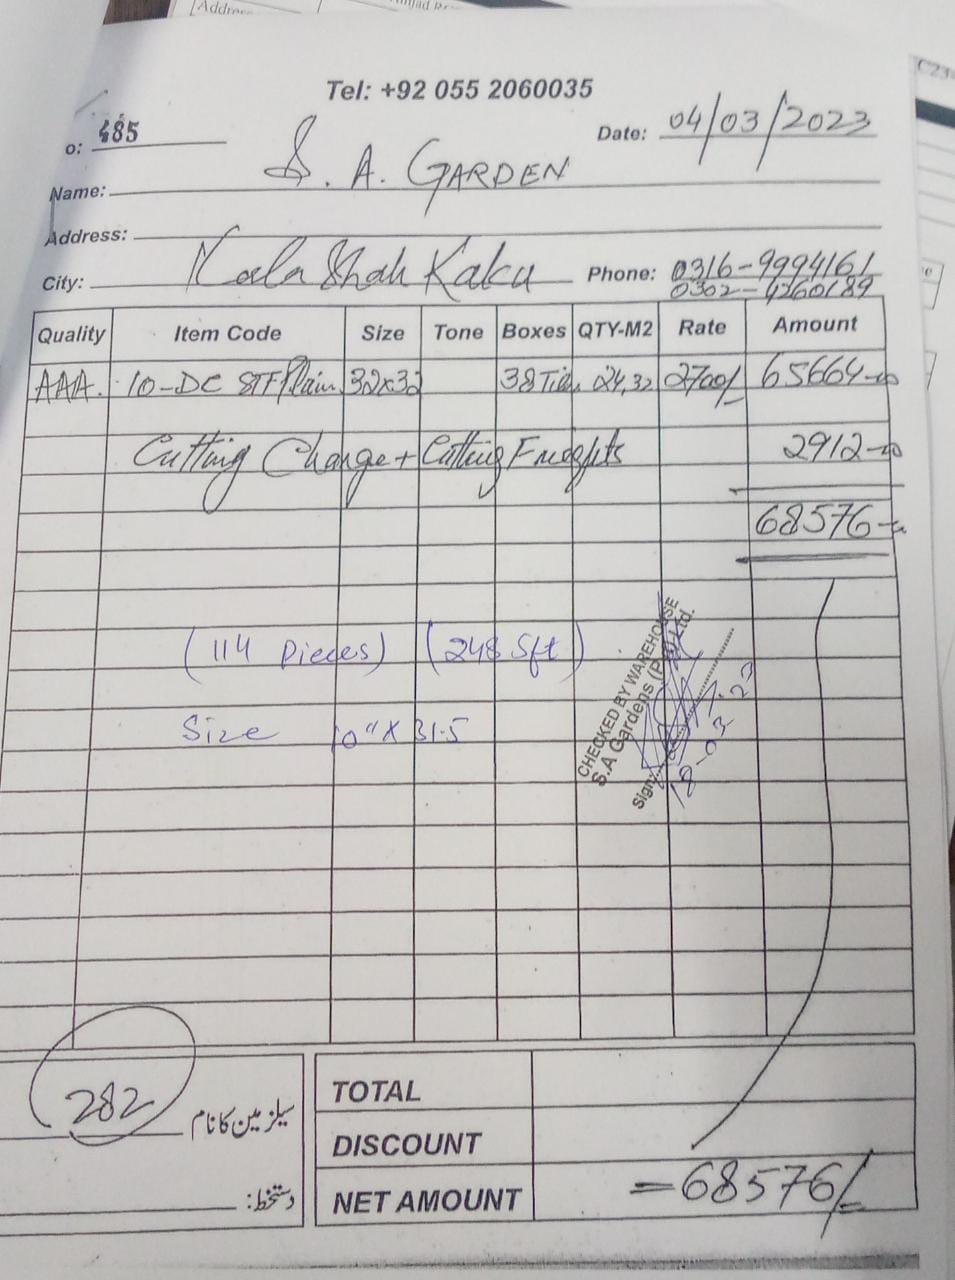 Address
Tel: +92 055 2060035
o: 485 Date: 04/03/2023
Name: S. A. GARDEN
Address:
City: Kala Shah Kaku Phone: 0316-9994161
0302-4260189
Quality Item Code Size Tone Boxes QTY-M2 Rate Amount
AAA. 10-DC STF Plain 32x32 38 Tiles 24,32 2700/- 65664-00
Cutting Charge + Cutting Freights 2912-00
68576-00
(114 Pieces) (248 Sft)
Size 10" x 31.5
CHECKED BY WAREHOUSE
S.A Gardens (Pvt) Ltd.
Sign:
18-03-23
282 سیلزمین کا نام
دستخط:
TOTAL
DISCOUNT
NET AMOUNT =68576/-